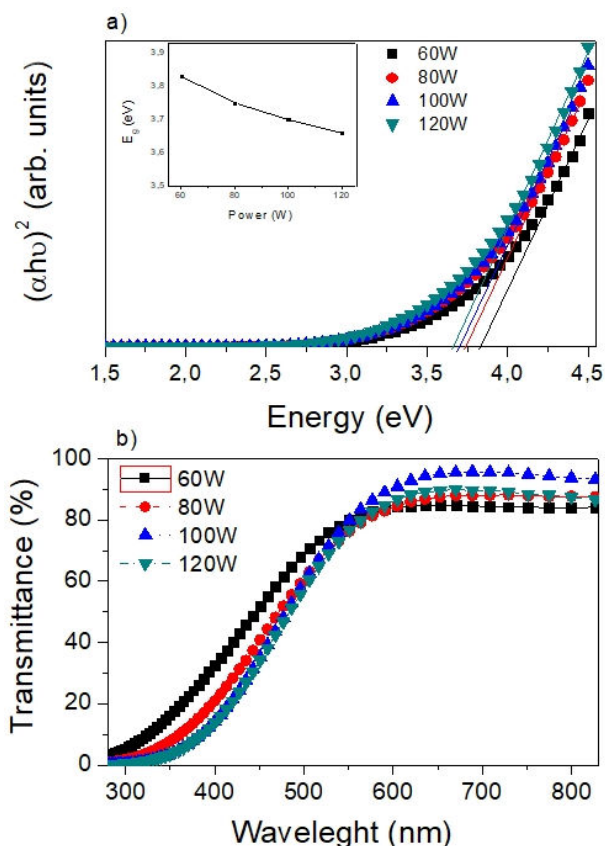 a)
3,9
3,8
3,7
3,6
3,5
E_g (eV)
60 80 100 120
Power (W)
60W
80W
100W
120W
(αhυ)² (arb. units)
1,5 2,0 2,5 3,0 3,5 4,0 4,5
Energy (eV)
b)
100
80
60
40
20
0
60W
80W
100W
120W
Transmittance (%)
300 400 500 600 700 800
Waveleght (nm)